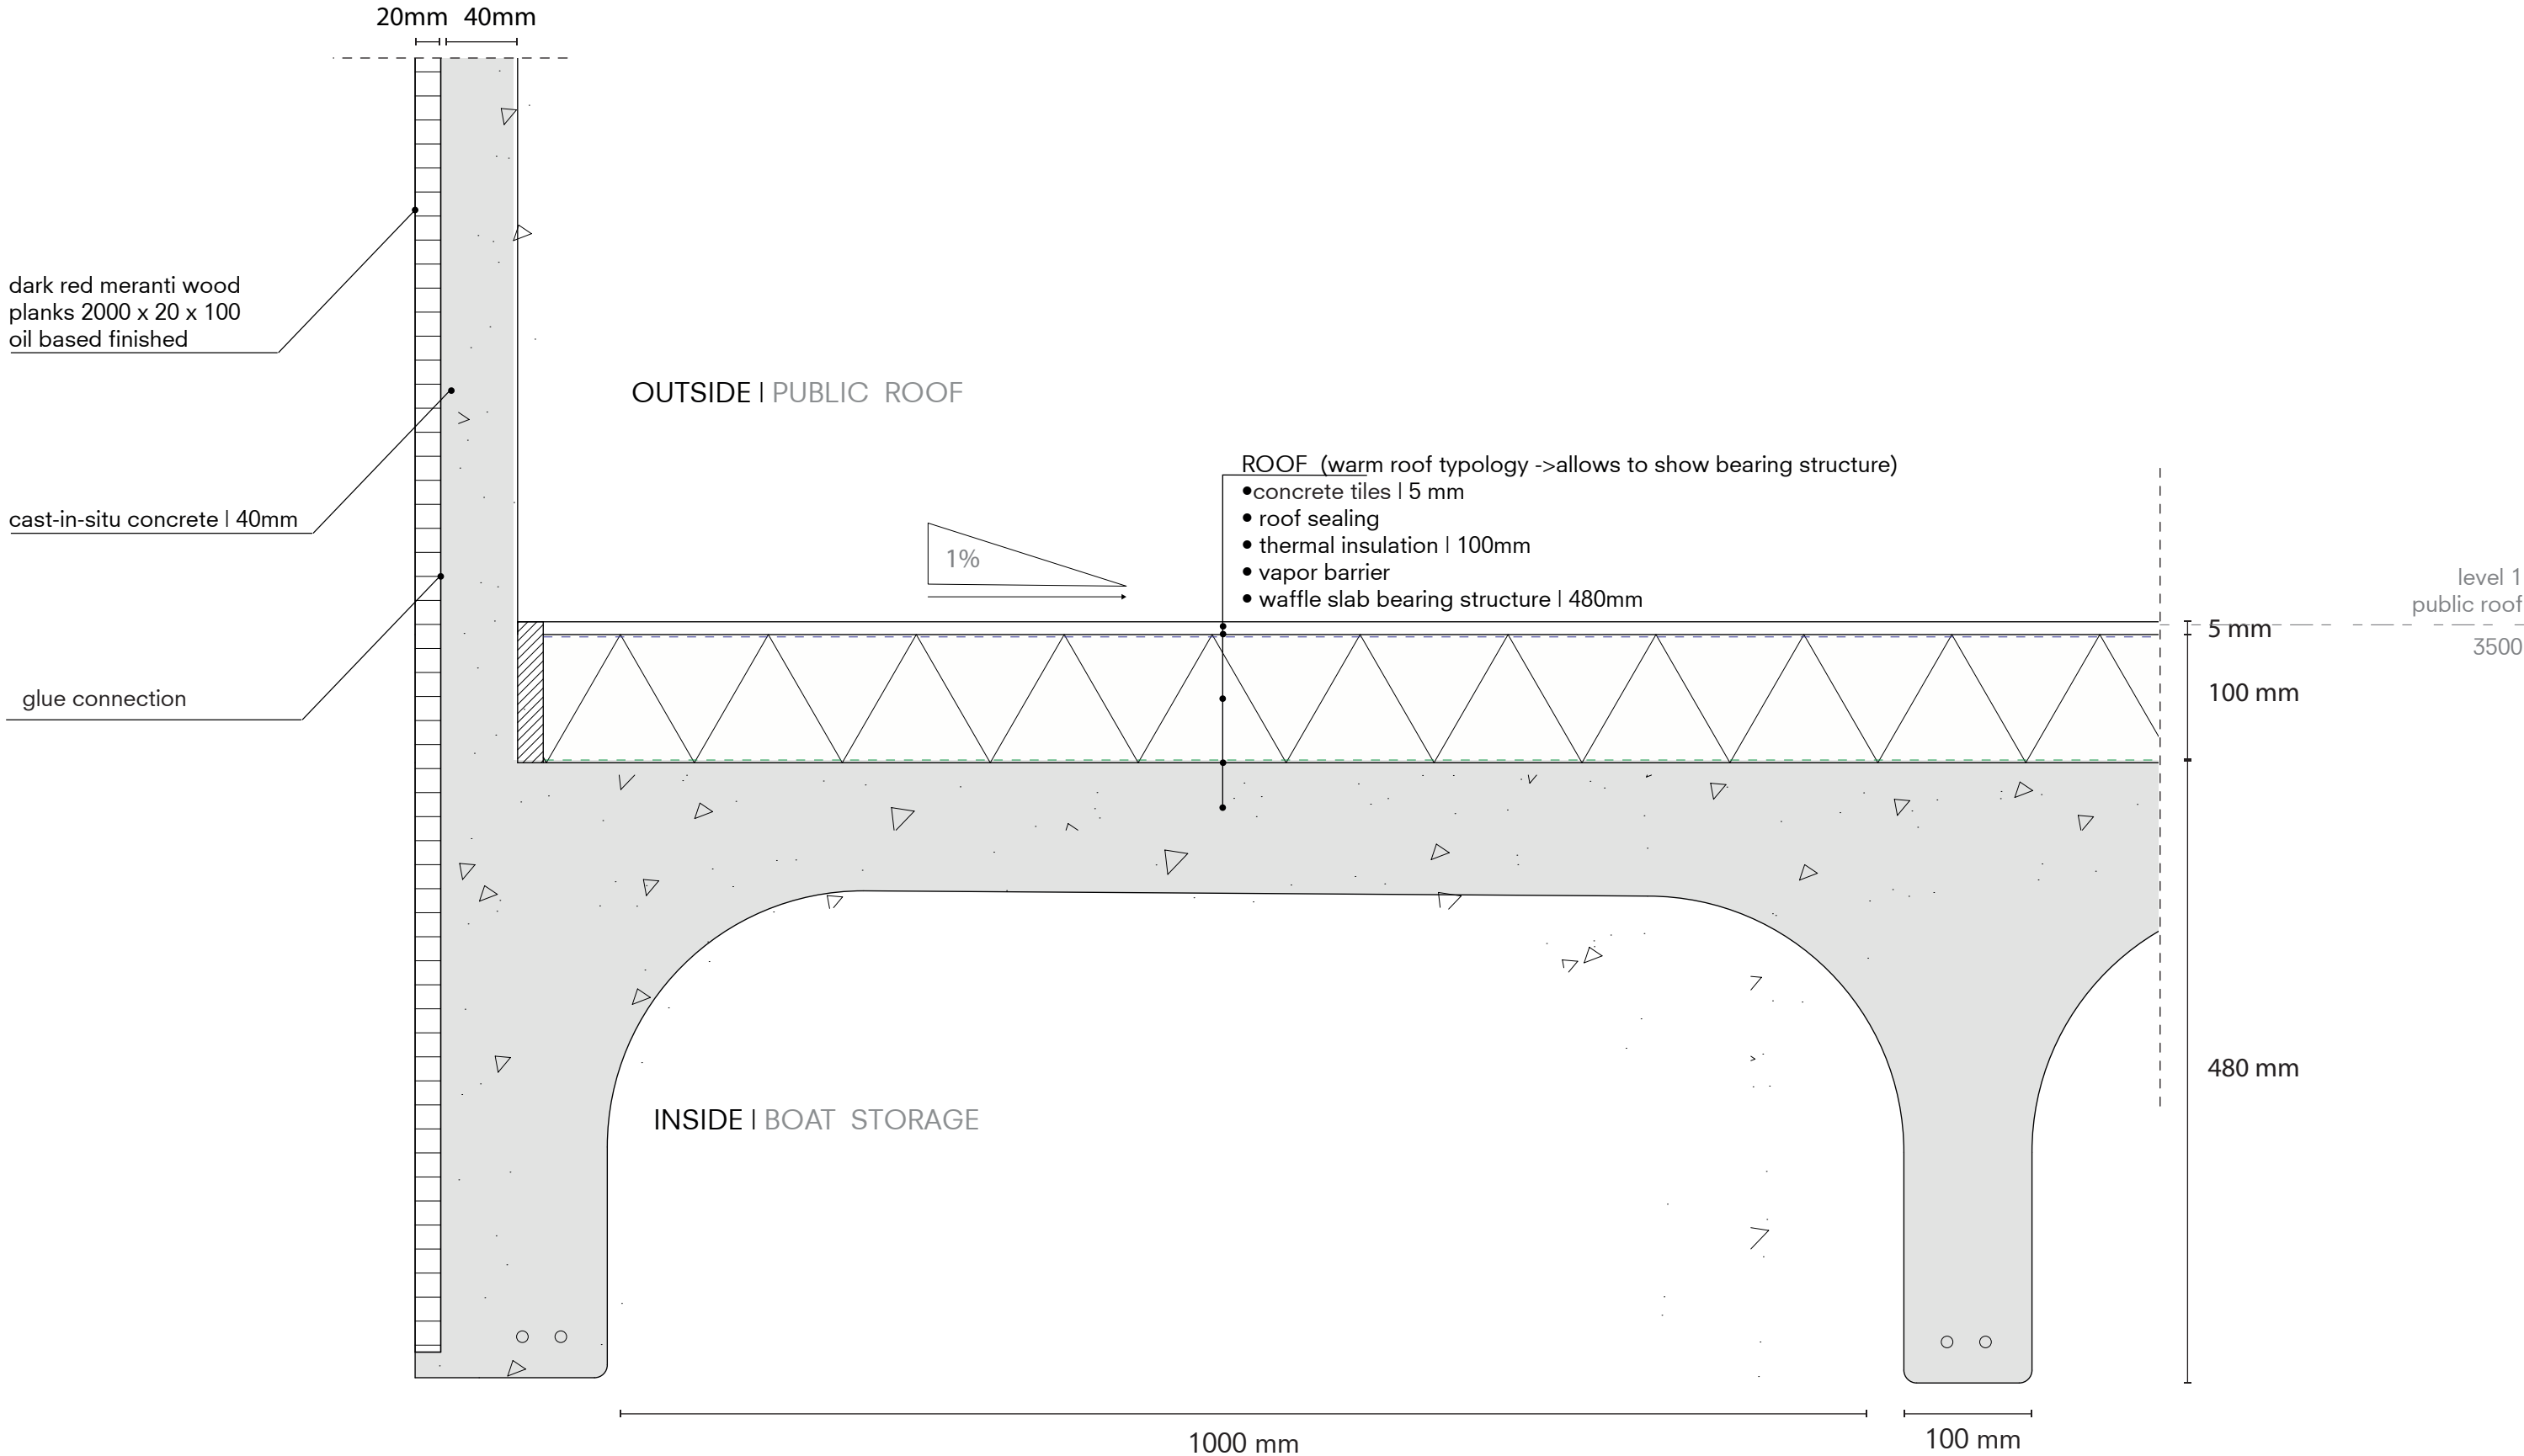 20mm 40mm
dark red meranti wood
planks 2000 x 20 x 100
oil based finished
cast-in-situ concrete | 40mm
glue connection
OUTSIDE | PUBLIC ROOF
1%
ROOF (warm roof typology ->allows to show bearing structure)
•concrete tiles | 5 mm
• roof sealing
• thermal insulation | 100mm
• vapor barrier
• waffle slab bearing structure | 480mm
level 1
public roof
5 mm
3500
100 mm
480 mm
INSIDE | BOAT STORAGE
1000 mm
100 mm